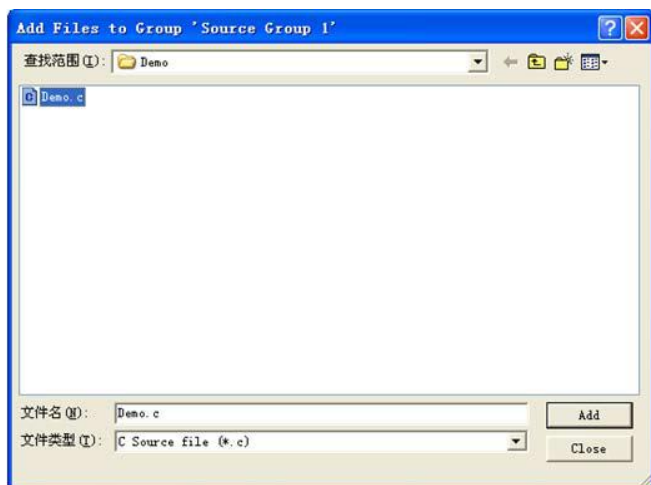 Add Files to Group 'Source Group 1'
查找范围(I): Demo
Demo.c
文件名(N): Demo.c Add
文件类型(T): C Source file (*.c) Close